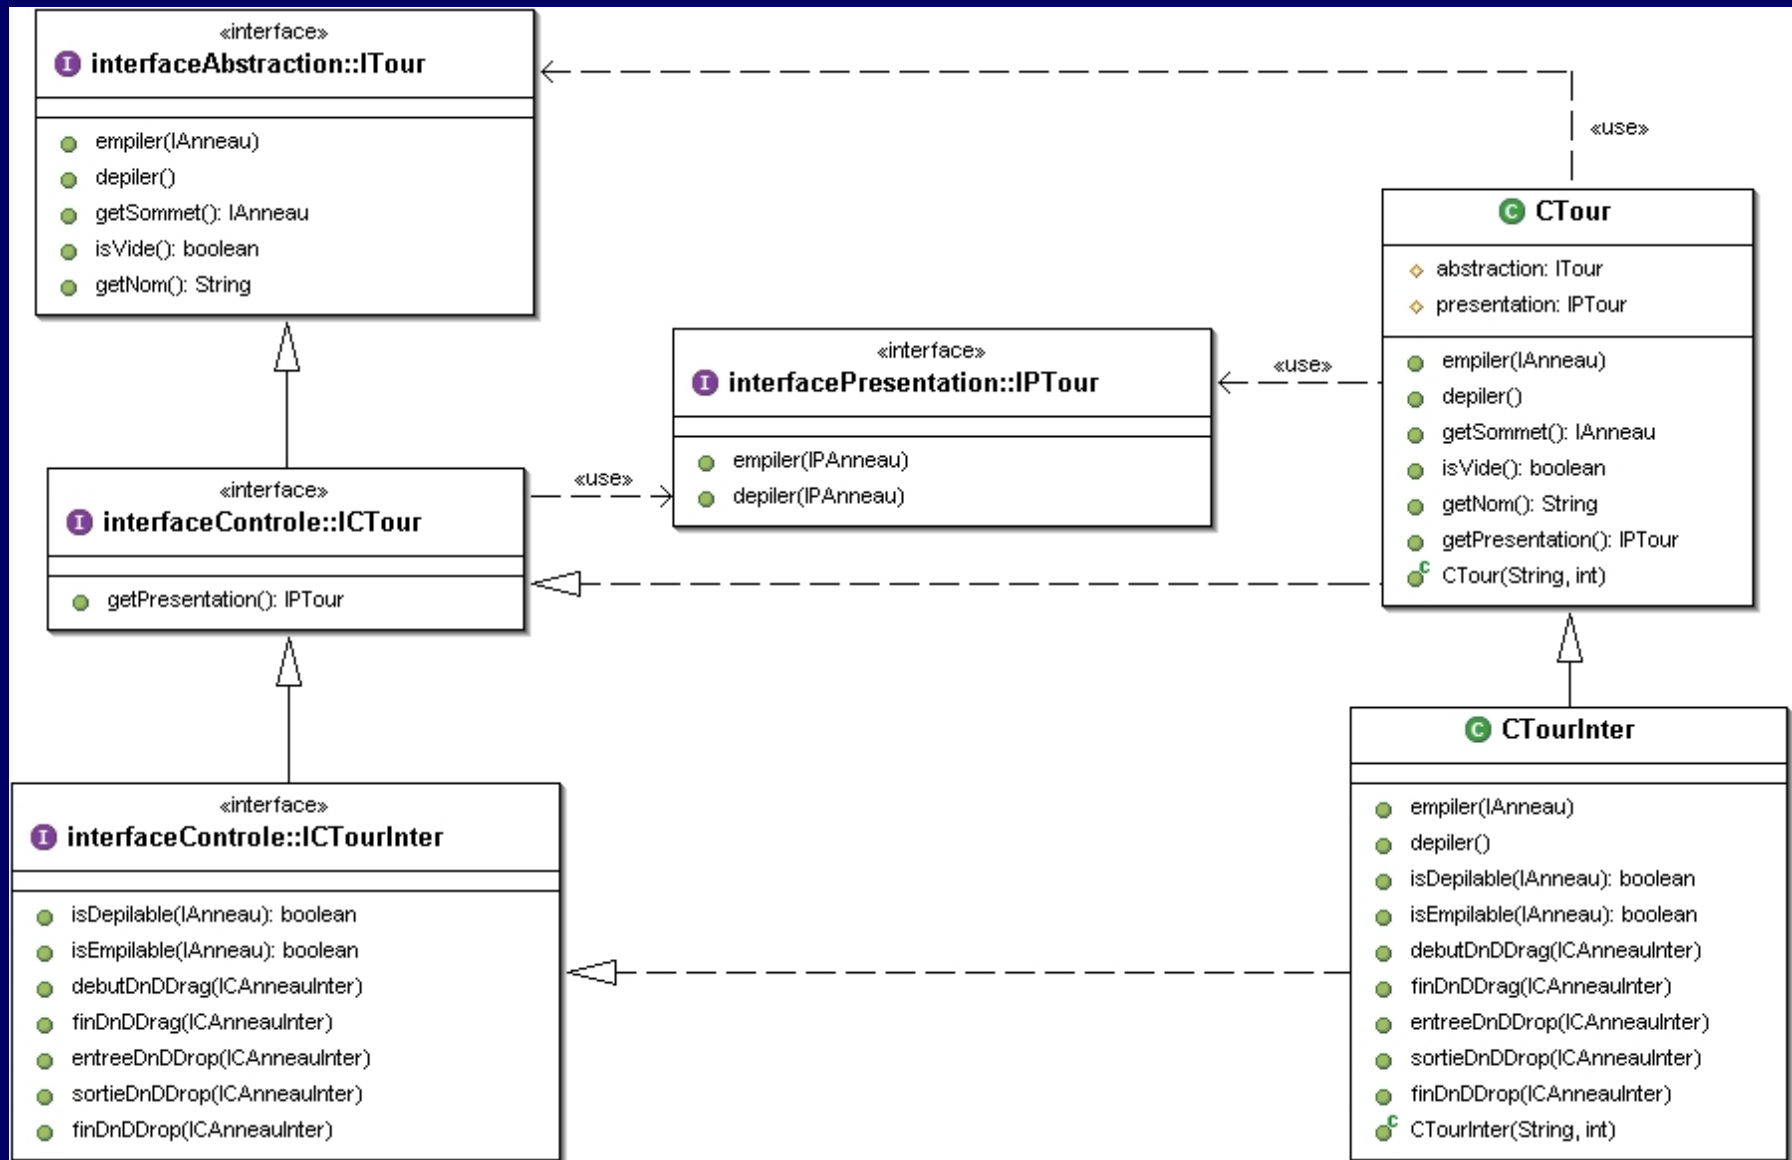 «interface»
interfaceAbstraction::ITour
empiler(IAnneau)
depiler()
getSommet(): IAnneau
isVide(): boolean
getNom(): String
«use»
CTour
abstraction: ITour
presentation: IPTour
empiler(IAnneau)
depiler()
getSommet(): IAnneau
isVide(): boolean
getNom(): String
getPresentation(): IPTour
CTour(String, int)
«interface»
interfacePresentation::IPTour
empiler(IPAnneau)
depiler(IPAnneau)
«use»
«interface»
interfaceControle::ICTour
getPresentation(): IPTour
«use»
«interface»
interfaceControle::ICTourInter
isDepilable(IAnneau): boolean
isEmpilable(IAnneau): boolean
debutDnDDrag(ICAnneauInter)
finDnDDrag(ICAnneauInter)
entreeDnDDrop(ICAnneauInter)
sortieDnDDrop(ICAnneauInter)
finDnDDrop(ICAnneauInter)
CTourInter
empiler(IAnneau)
depiler()
isDepilable(IAnneau): boolean
isEmpilable(IAnneau): boolean
debutDnDDrag(ICAnneauInter)
finDnDDrag(ICAnneauInter)
entreeDnDDrop(ICAnneauInter)
sortieDnDDrop(ICAnneauInter)
finDnDDrop(ICAnneauInter)
CTourInter(String, int)